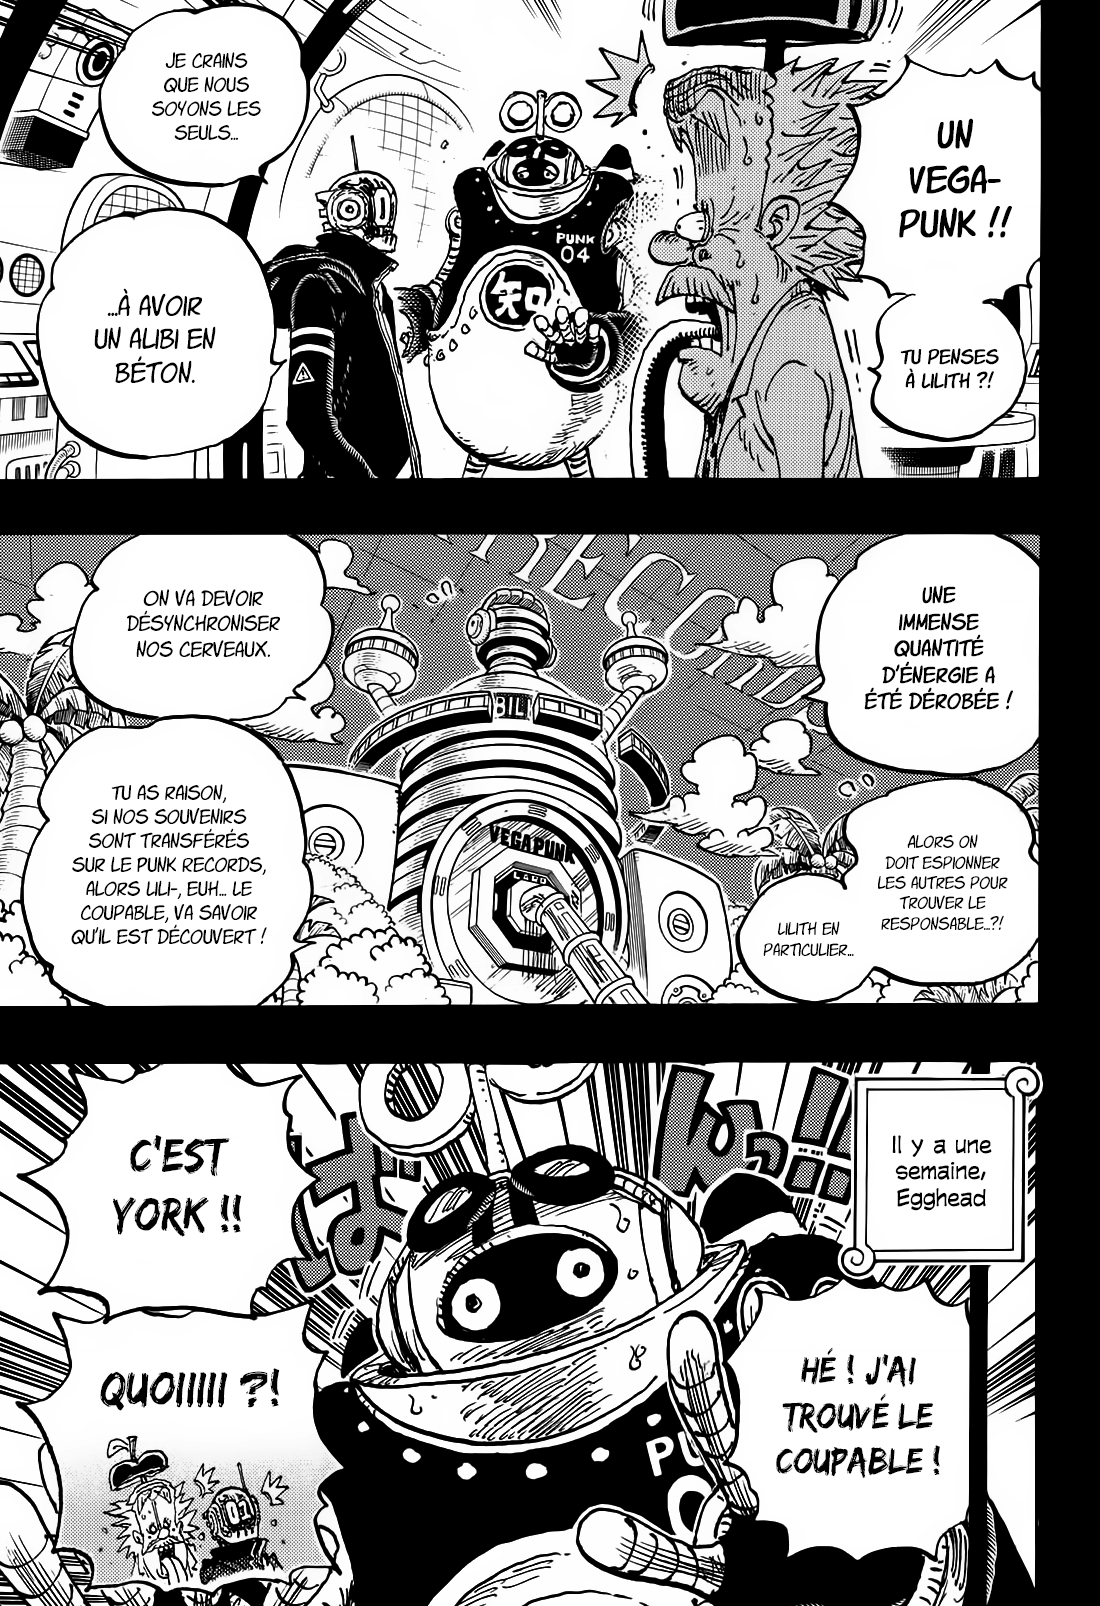 UN
VEGA-
PUNK !!
TU PENSES
À LILITH ?!
JE CRAINS
QUE NOUS
SOYONS LES
SEULS...
...À AVOIR
UN ALIBI EN
BÉTON.
PUNK
04
知
UNE
IMMENSE
QUANTITÉ
D'ÉNERGIE A
ÉTÉ DÉROBÉE !
ALORS ON
DOIT ESPIONNER
LES AUTRES POUR
TROUVER LE
RESPONSABLE...?!
LILITH EN
PARTICULIER...
ON VA DEVOIR
DÉSYNCHRONISER
NOS CERVEAUX.
TU AS RAISON,
SI NOS SOUVENIRS
SONT TRANSFÉRÉS
SUR LE PUNK RECORDS,
ALORS LILI-, EUH... LE
COUPABLE, VA SAVOIR
QU'IL EST DÉCOUVERT !
BILI
VEGAPUNK
Il y a une
semaine,
Egghead
HÉ ! J'AI
TROUVÉ LE
COUPABLE !
C'EST
YORK !!
QUOIIIII ?!
PU
01